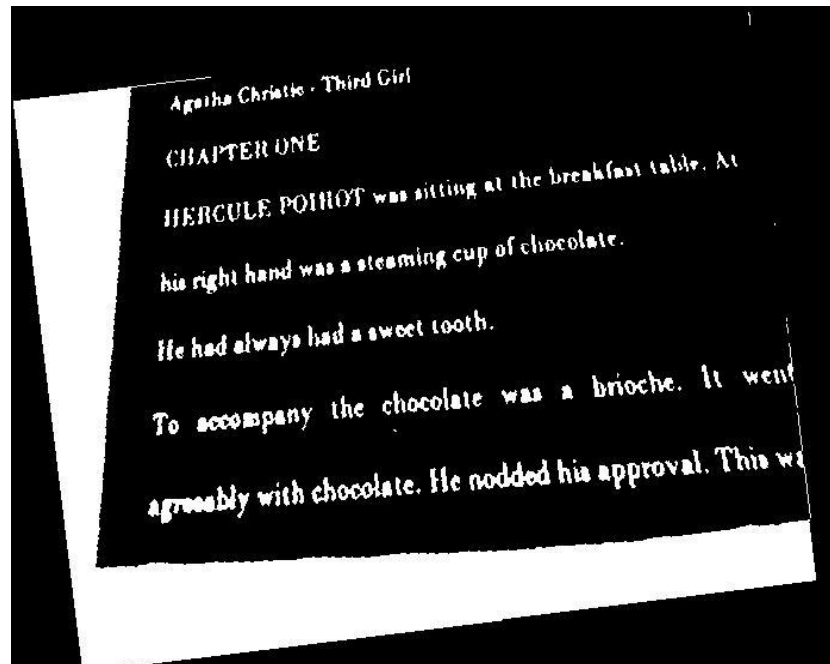 Agatha Christie - Third Girl
CHAPTER ONE
HERCULE POIROT was sitting at the breakfast table. At
his right hand was a steaming cup of chocolate.
He had always had a sweet tooth.
To accompany the chocolate was a brioche. It went
agreeably with chocolate. He nodded his approval. This wa